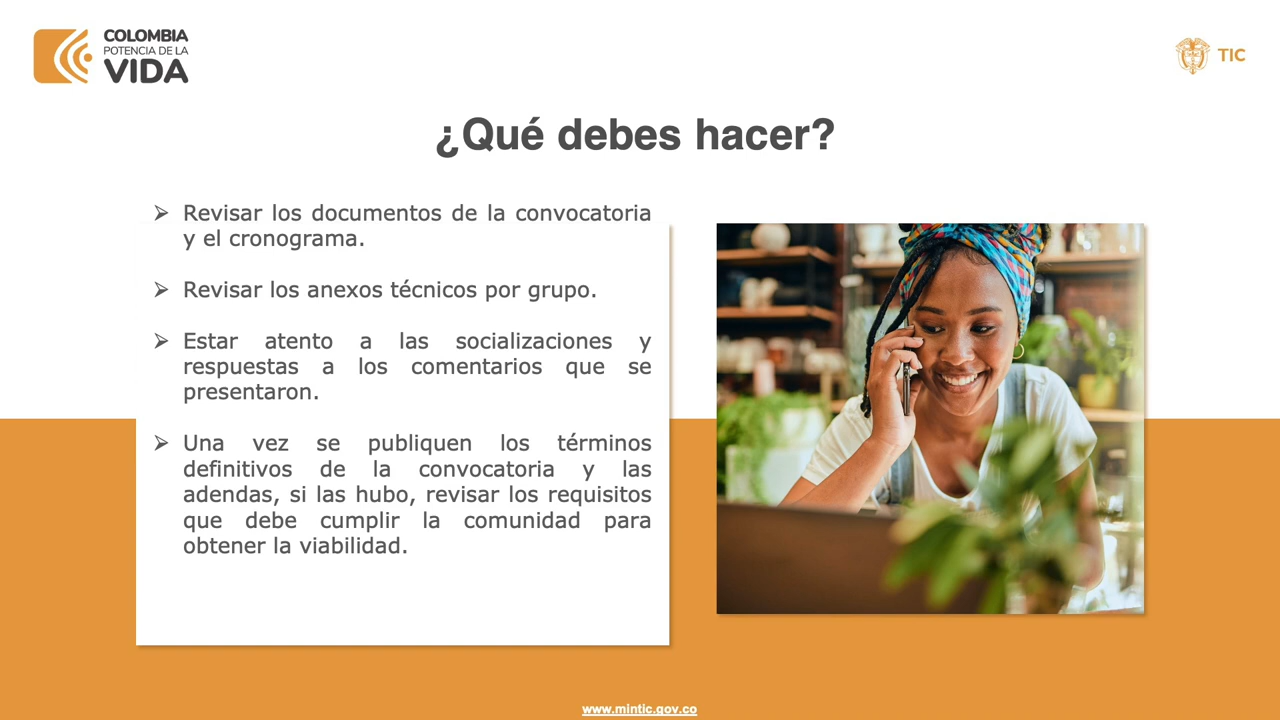 COLOMBIA
POTENCIA DE LA
VIDA
TIC
¿Qué debes hacer?
➢ Revisar los documentos de la convocatoria
y el cronograma.
➢ Revisar los anexos técnicos por grupo.
➢ Estar atento a las socializaciones y
respuestas a los comentarios que se
presentaron.
➢ Una vez se publiquen los términos
definitivos de la convocatoria y las
adendas, si las hubo, revisar los requisitos
que debe cumplir la comunidad para
obtener la viabilidad.
www.mintic.gov.co